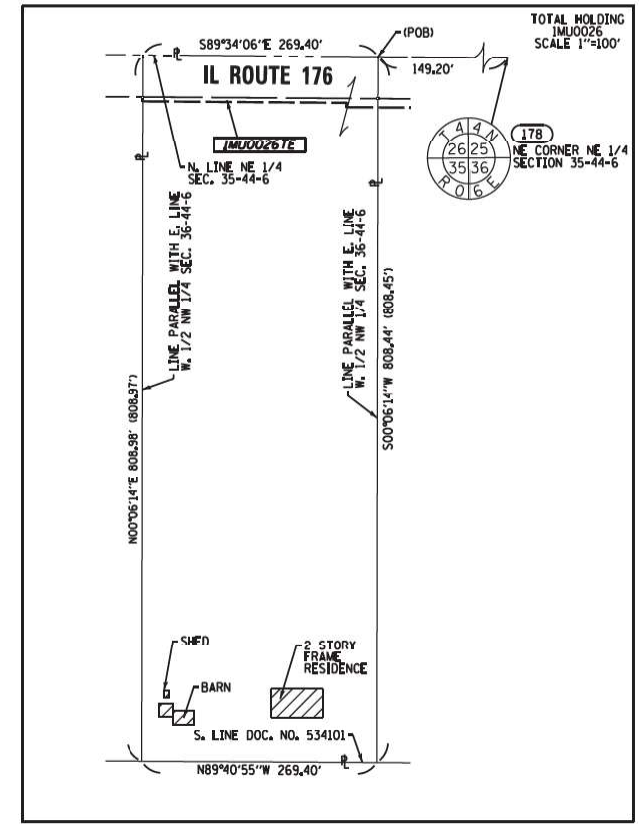 TOTAL HOLDING
1MU0026
SCALE 1"=100'
S89°34'06"E 269.40'
(POB)
149.20'
IL ROUTE 176
1MU0026TE
T 44N
26 25
35 36
R06E
178
NE CORNER NE 1/4
SECTION 35-44-6
N. LINE NE 1/4
SEC. 35-44-6
LINE PARALLEL WITH E. LINE
W. 1/2 NW 1/4 SEC. 36-44-6
LINE PARALLEL WITH E. LINE
W. 1/2 NW 1/4 SEC. 36-44-6
N00°06'14"E 808.98' (808.97')
S00°06'14"W 808.44' (808.45')
SHED
BARN
2 STORY
FRAME
RESIDENCE
S. LINE DOC. NO. 534101
N89°40'55"W 269.40'